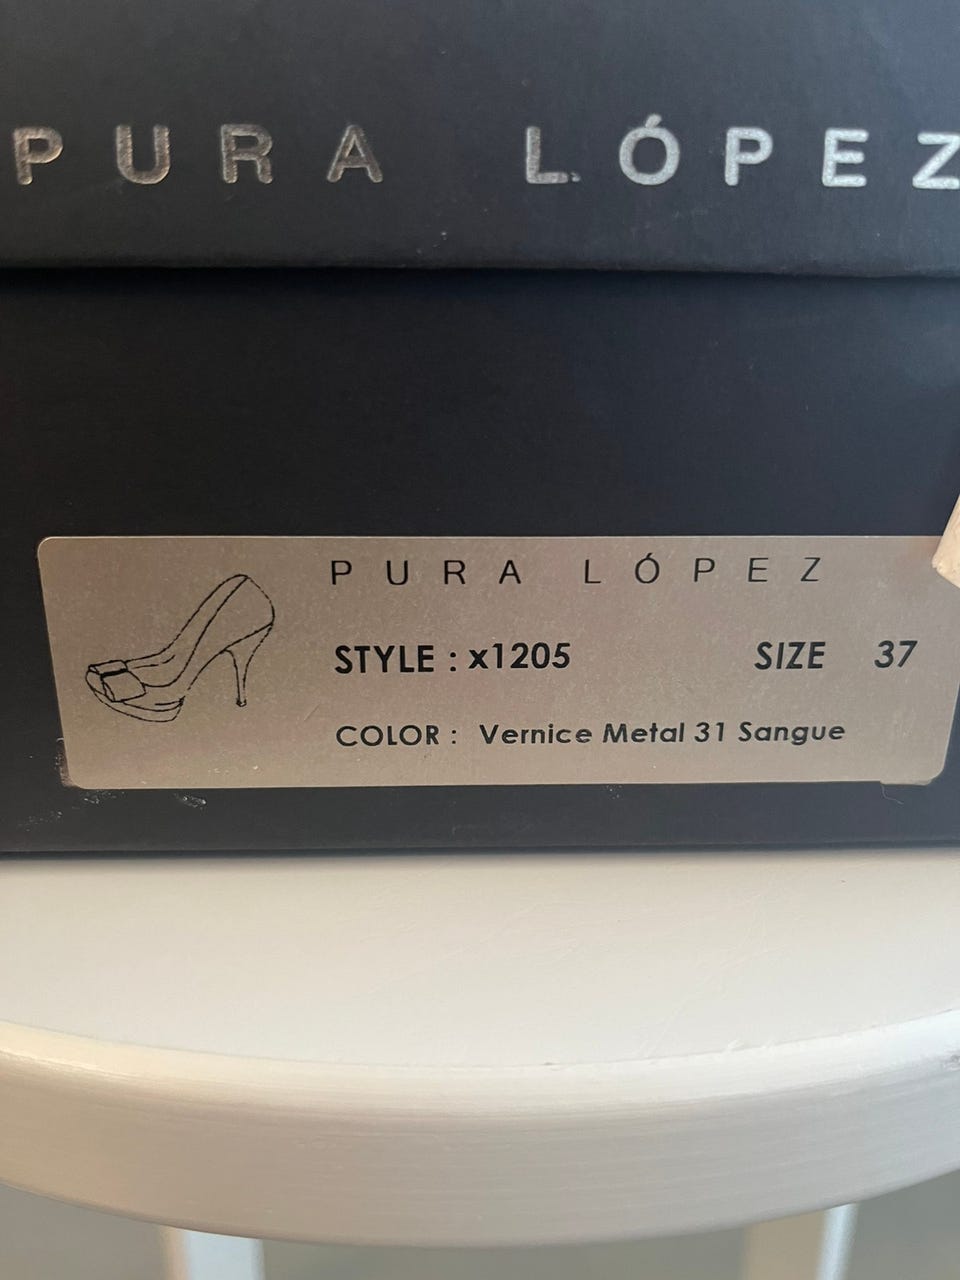 PURA LÓPEZ
PURA LÓPEZ
STYLE : x1205 SIZE 37
COLOR : Vernice Metal 31 Sangue